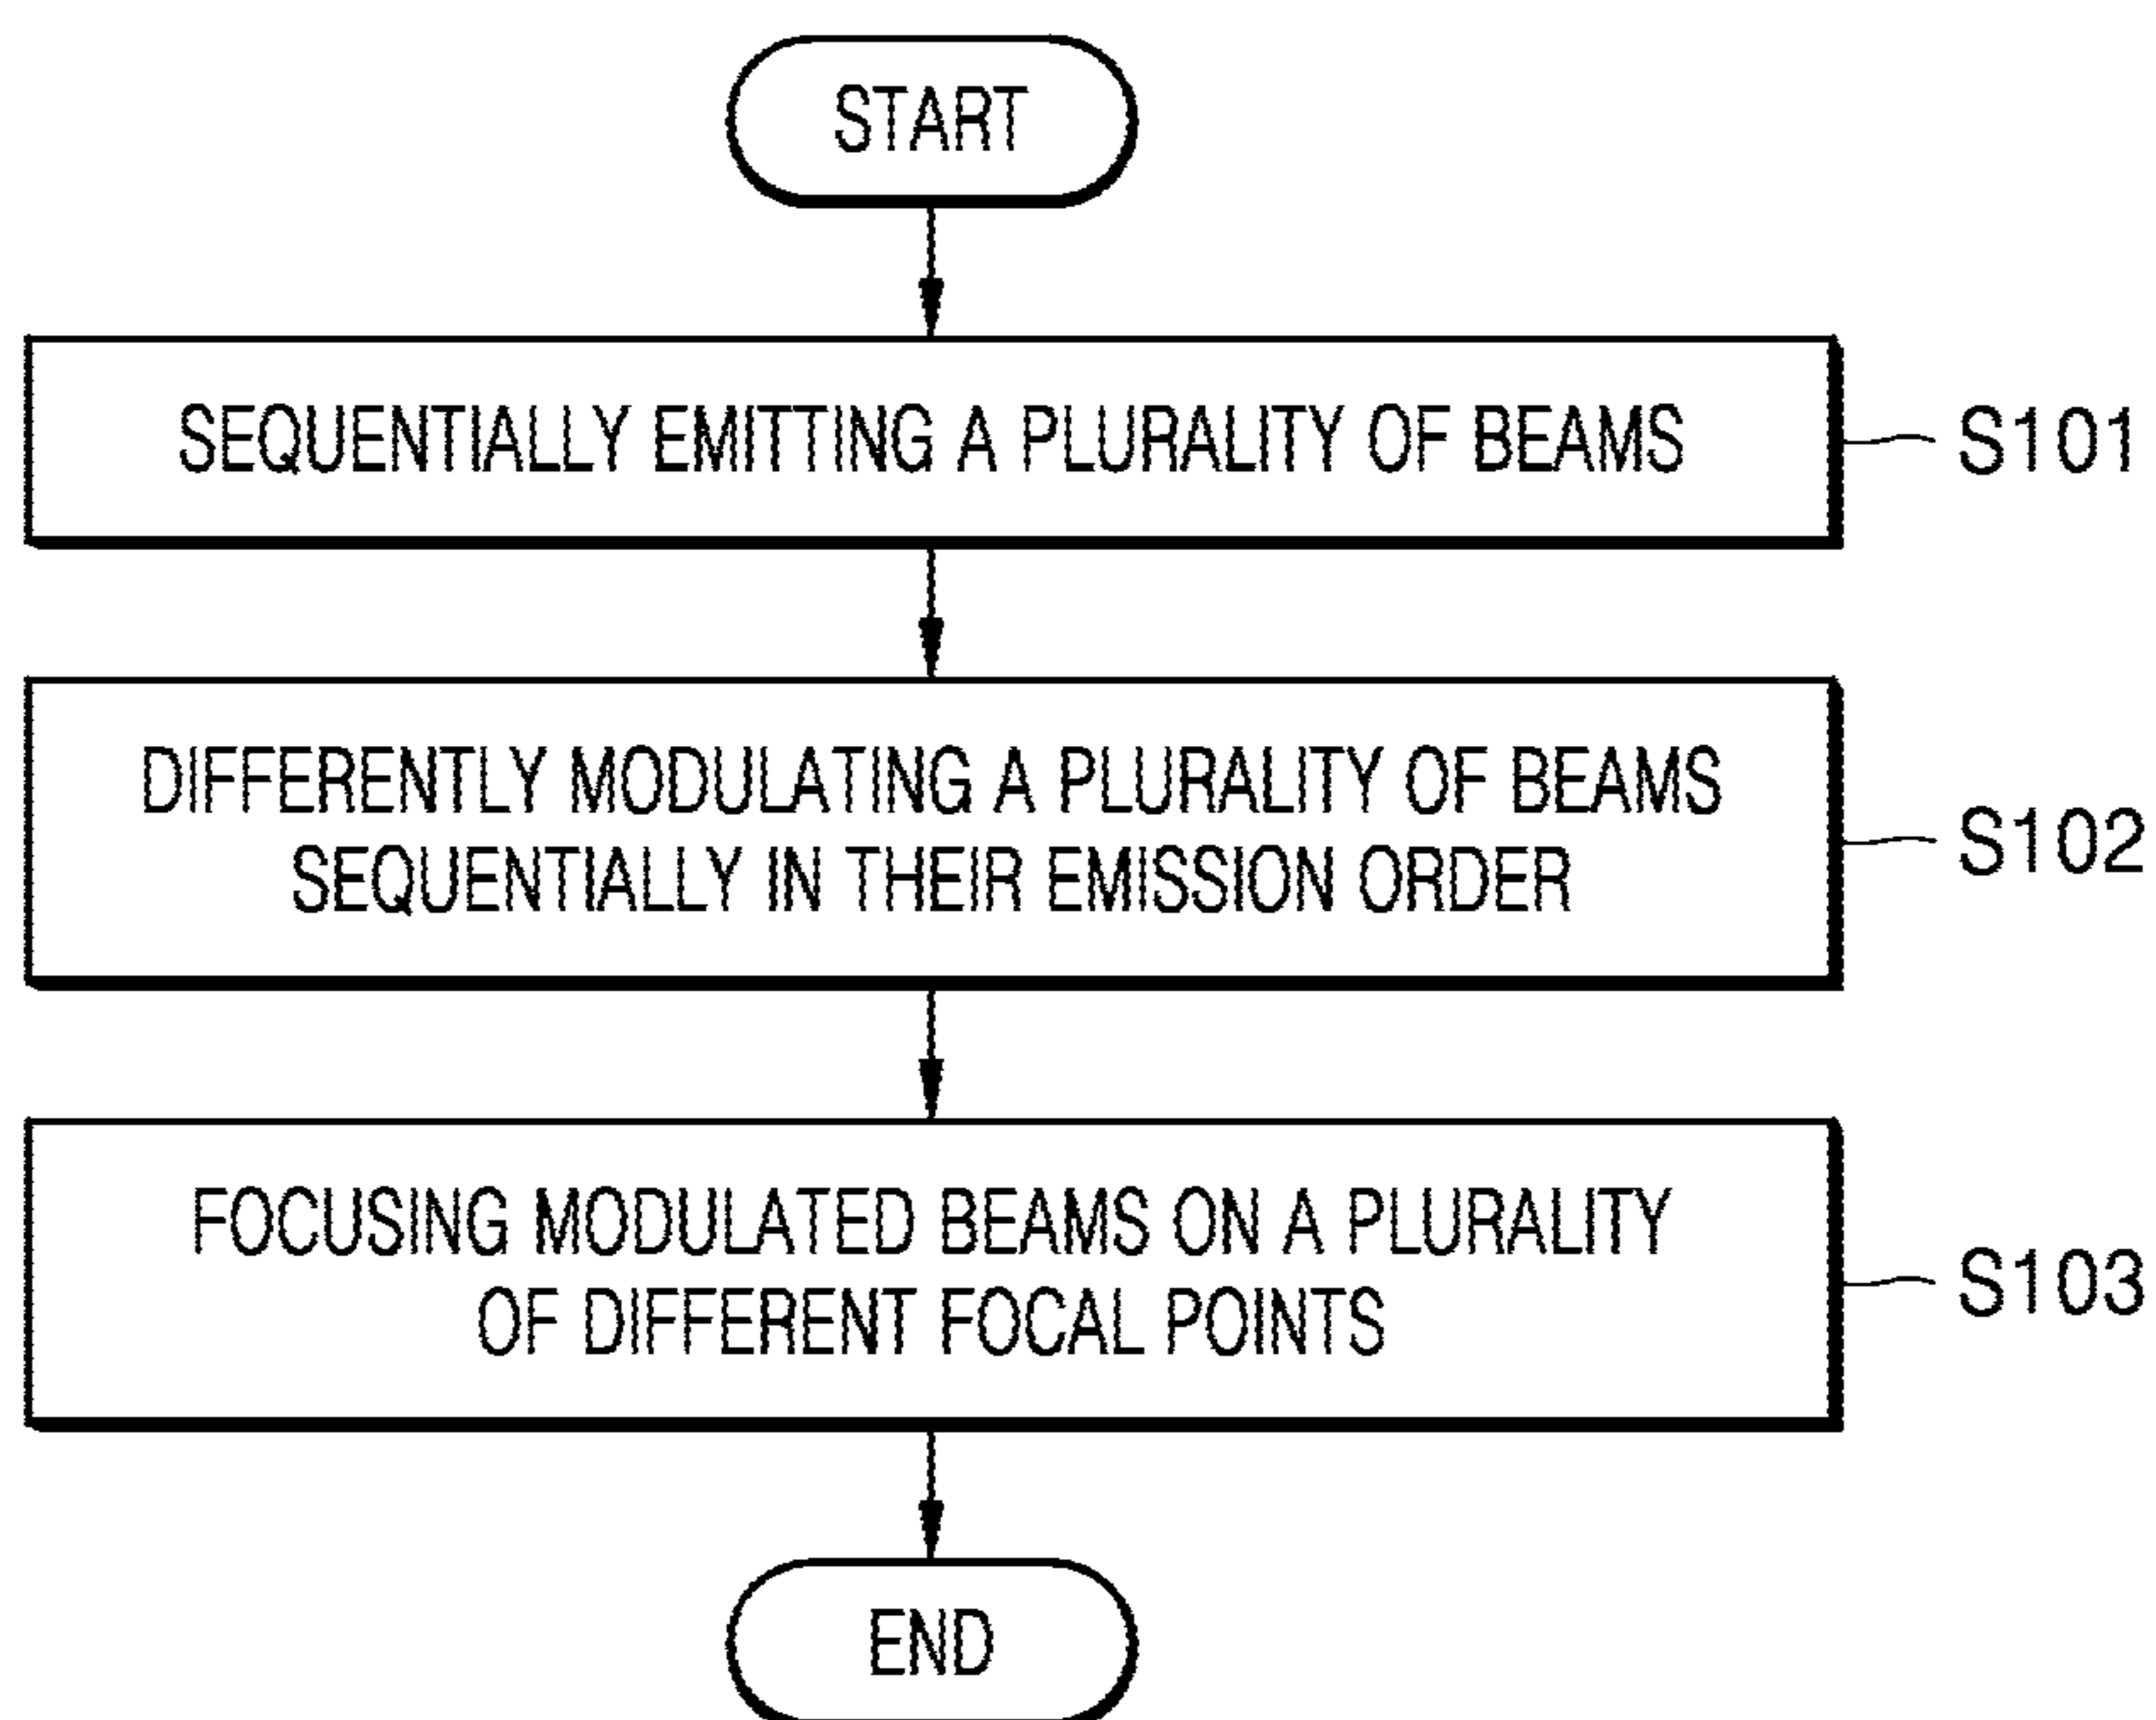 START
SEQUENTIALLY EMITTING A PLURALITY OF BEAMS
S101
DIFFERENTLY MODULATING A PLURALITY OF BEAMS
SEQUENTIALLY IN THEIR EMISSION ORDER
S102
FOCUSING MODULATED BEAMS ON A PLURALITY
OF DIFFERENT FOCAL POINTS
S103
END